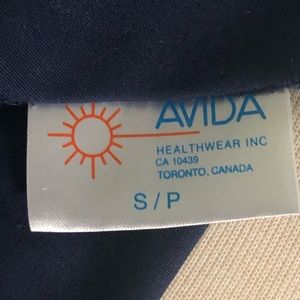 AVIDA
HEALTHWEAR INC
CA 10439
TORONTO, CANADA
S / P